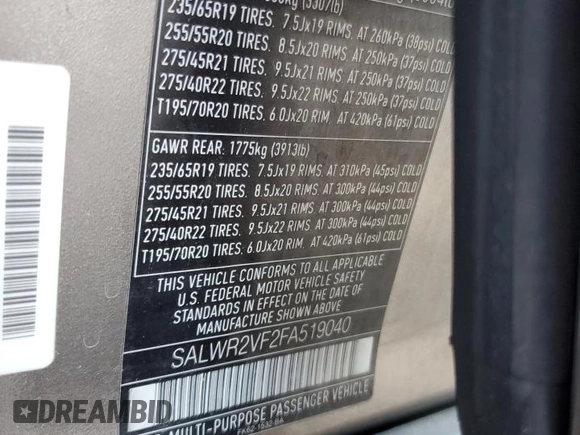 (3307lb)
235/65R19 TIRES. 7.5Jx19 RIMS. AT 260kPa (38psi) COLD
255/55R20 TIRES. 8.5Jx20 RIMS. AT 250kPa (37psi) COLD
275/45R21 TIRES. 9.5Jx21 RIMS. AT 250kPa (37psi) COLD
275/40R22 TIRES. 9.5Jx22 RIMS. AT 250kPa (37psi) COLD
T195/70R20 TIRES. 6.0Jx20 RIM. AT 420kPa (61psi) COLD
GAWR REAR: 1775kg (3913lb)
235/65R19 TIRES. 7.5Jx19 RIMS. AT 310kPa (45psi) COLD
255/55R20 TIRES. 8.5Jx20 RIMS. AT 300kPa (44psi) COLD
275/45R21 TIRES. 9.5Jx21 RIMS. AT 300kPa (44psi) COLD
275/40R22 TIRES. 9.5Jx22 RIMS. AT 300kPa (44psi) COLD
T195/70R20 TIRES. 6.0Jx20 RIM. AT 420kPa (61psi) COLD
THIS VEHICLE CONFORMS TO ALL APPLICABLE
U.S. FEDERAL MOTOR VEHICLE SAFETY
STANDARDS IN EFFECT ON THE DATE OF
MANUFACTURE SHOWN ABOVE.
SALWR2VF2FA519040
MULTI-PURPOSE PASSENGER VEHICLE
DREAMBID